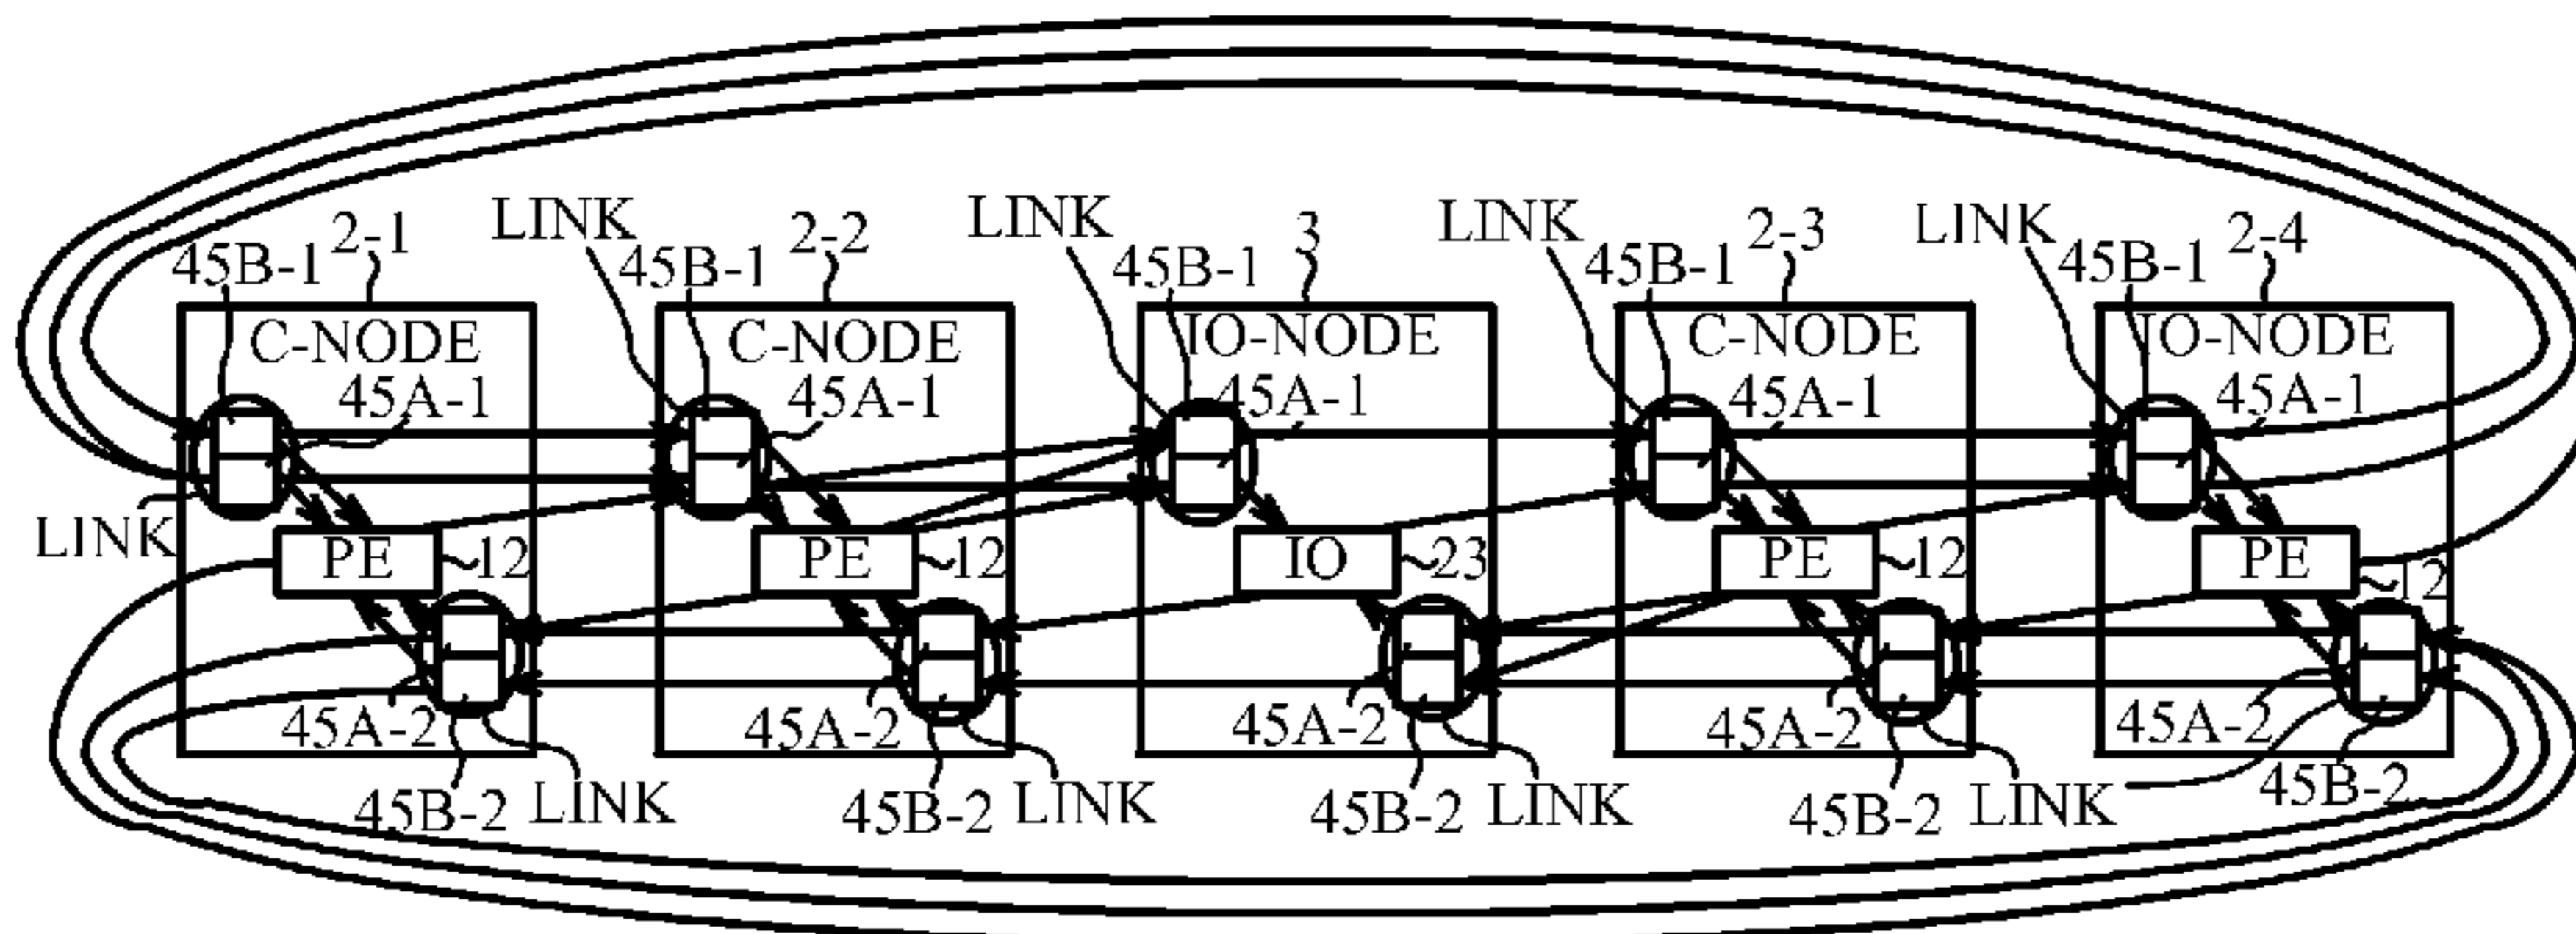 LINK LINK LINK LINK
2-1 2-2 3 2-3 2-4
45B-1 45B-1 45B-1 45B-1 45B-1
C-NODE C-NODE IO-NODE C-NODE IO-NODE
45A-1 45A-1 45A-1 45A-1 45A-1
LINK PE 12 PE 12 IO 23 PE 12 PE 12
45A-2 45A-2 45A-2 45A-2 45A-2
45B-2 LINK 45B-2 LINK 45B-2 LINK 45B-2 LINK 45B-2